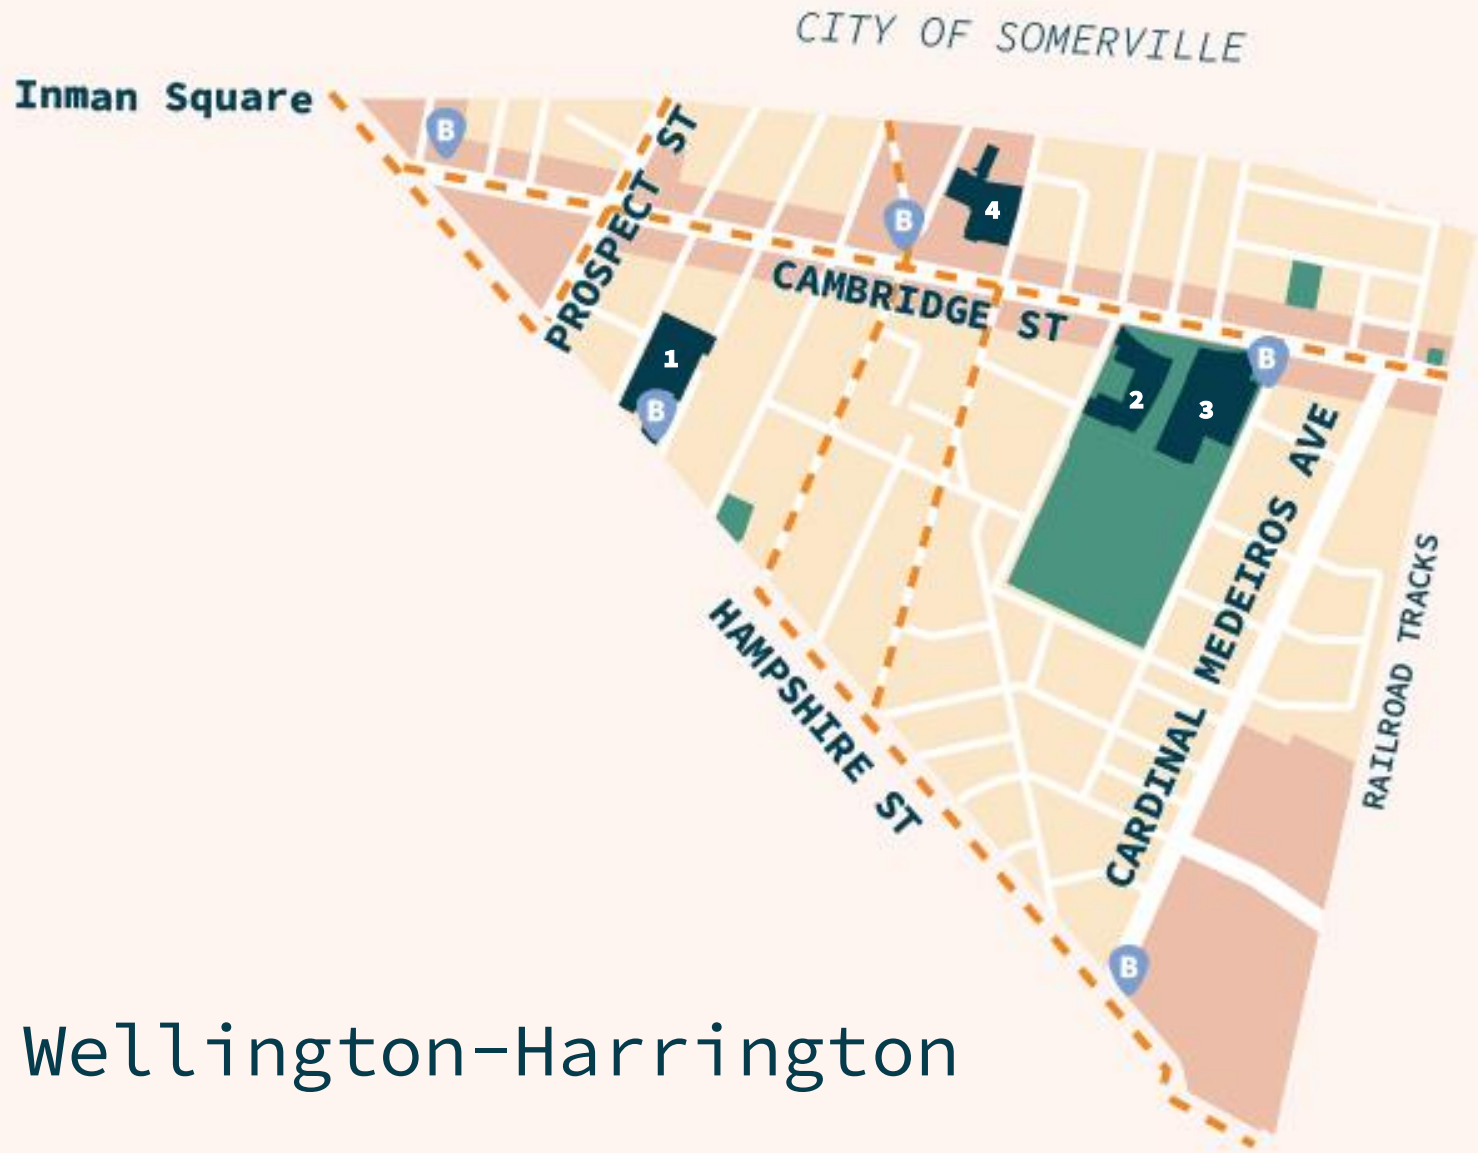 CITY OF SOMERVILLE
Inman Square
B
PROSPECT ST
B
4
CAMBRIDGE ST
1
B
2
3
B
CARDINAL MEDEIROS AVE
RAILROAD TRACKS
HAMPSHIRE ST
B
Wellington-Harrington